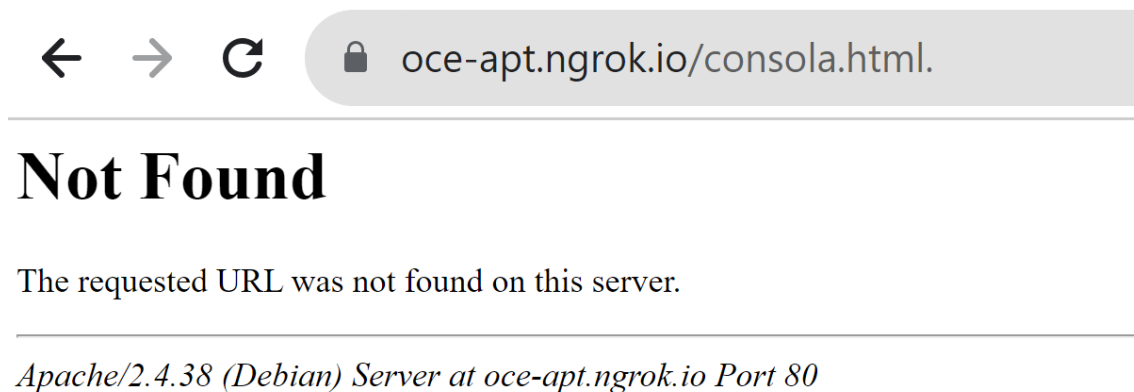 oce-apt.ngrok.io/consola.html.
Not Found
The requested URL was not found on this server.
Apache/2.4.38 (Debian) Server at oce-apt.ngrok.io Port 80